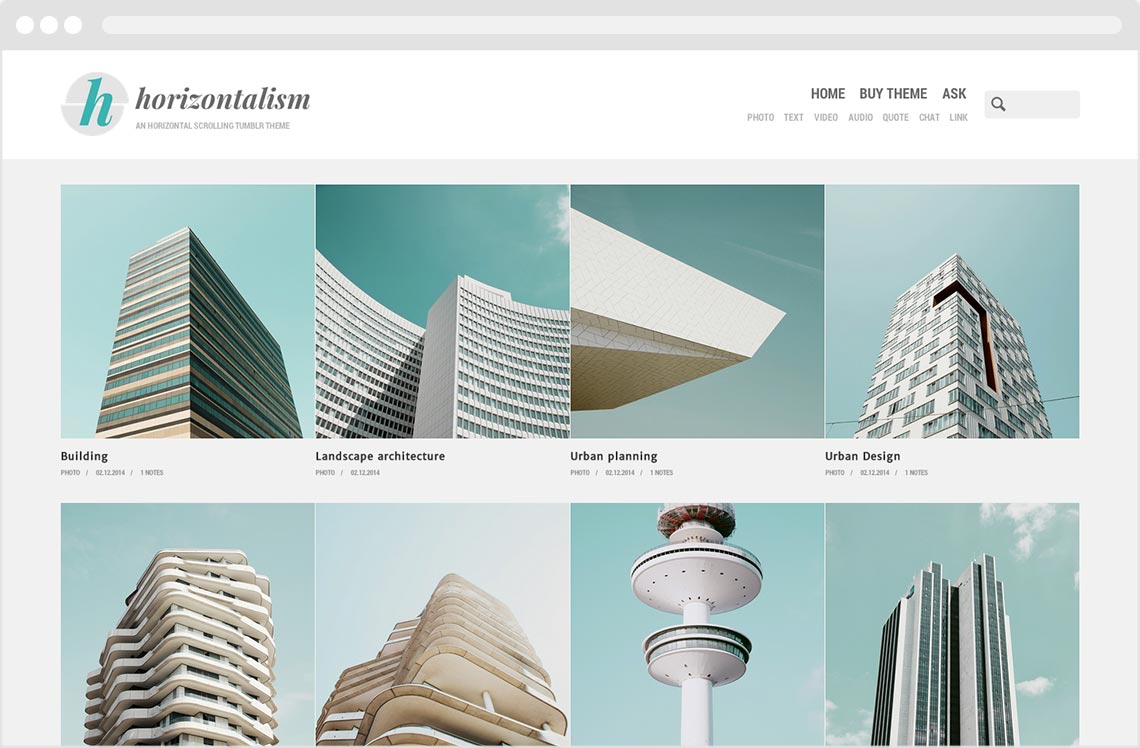 h
horizontalism
AN HORIZONTAL SCROLLING TUMBLR THEME
HOME BUY THEME ASK
PHOTO TEXT VIDEO AUDIO QUOTE CHAT LINK
Building
PHOTO / 02.12.2014 / 1 NOTES
Landscape architecture
PHOTO / 02.12.2014
Urban planning
PHOTO / 02.12.2014 / 1 NOTES
Urban Design
PHOTO / 02.12.2014 / 1 NOTES